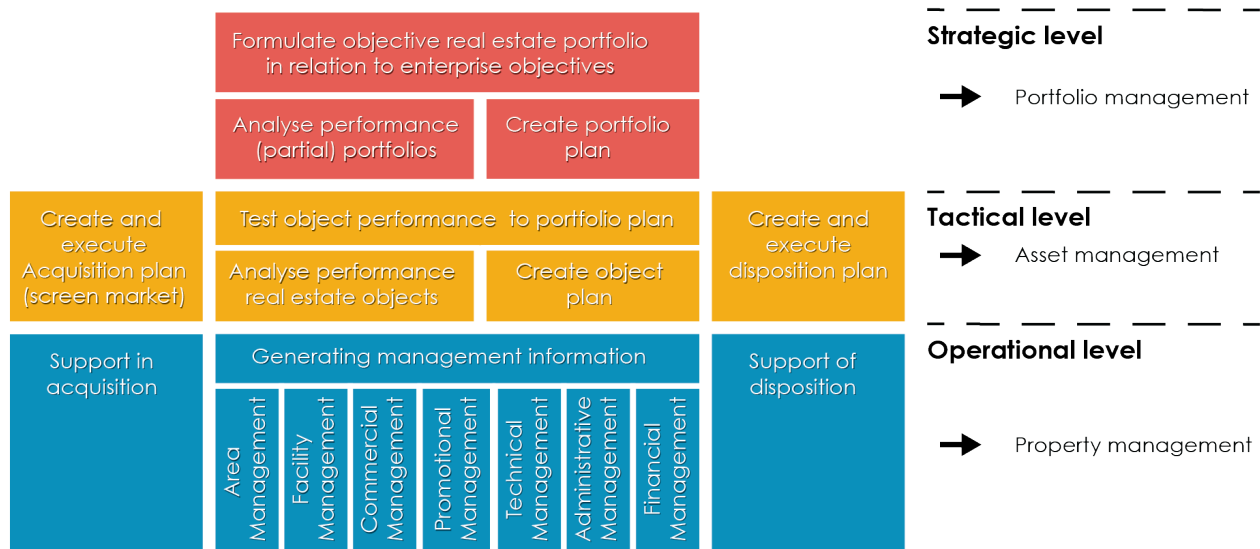 Formulate objective real estate portfolio
in relation to enterprise objectives
Analyse performance
(partial) portfolios
Create portfolio
plan
Strategic level
Portfolio management
Create and
execute
Acquisition plan
(screen market)
Test object performance to portfolio plan
Analyse performance
real estate objects
Create object
plan
Create and
execute
disposition plan
Tactical level
Asset management
Support in
acquisition
Generating management information
Area
Management
Facility
Management
Commercial
Management
Promotional
Management
Technical
Management
Administrative
Management
Financial
Management
Support of
disposition
Operational level
Property management